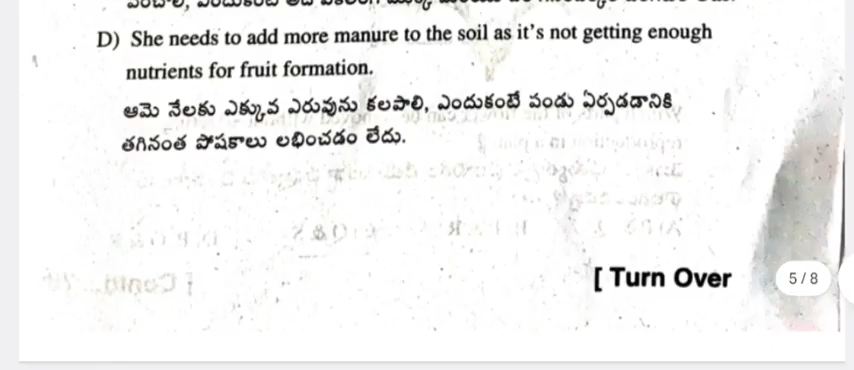 D) She needs to add more manure to the soil as it's not getting enough
nutrients for fruit formation.
ఆమె నేలకు ఎక్కువ ఎరువును కలపాలి, ఎందుకంటే పండు ఏర్పడడానికి
తగినంత పోషకాలు లభించడం లేదు.
[ Turn Over
5 / 8